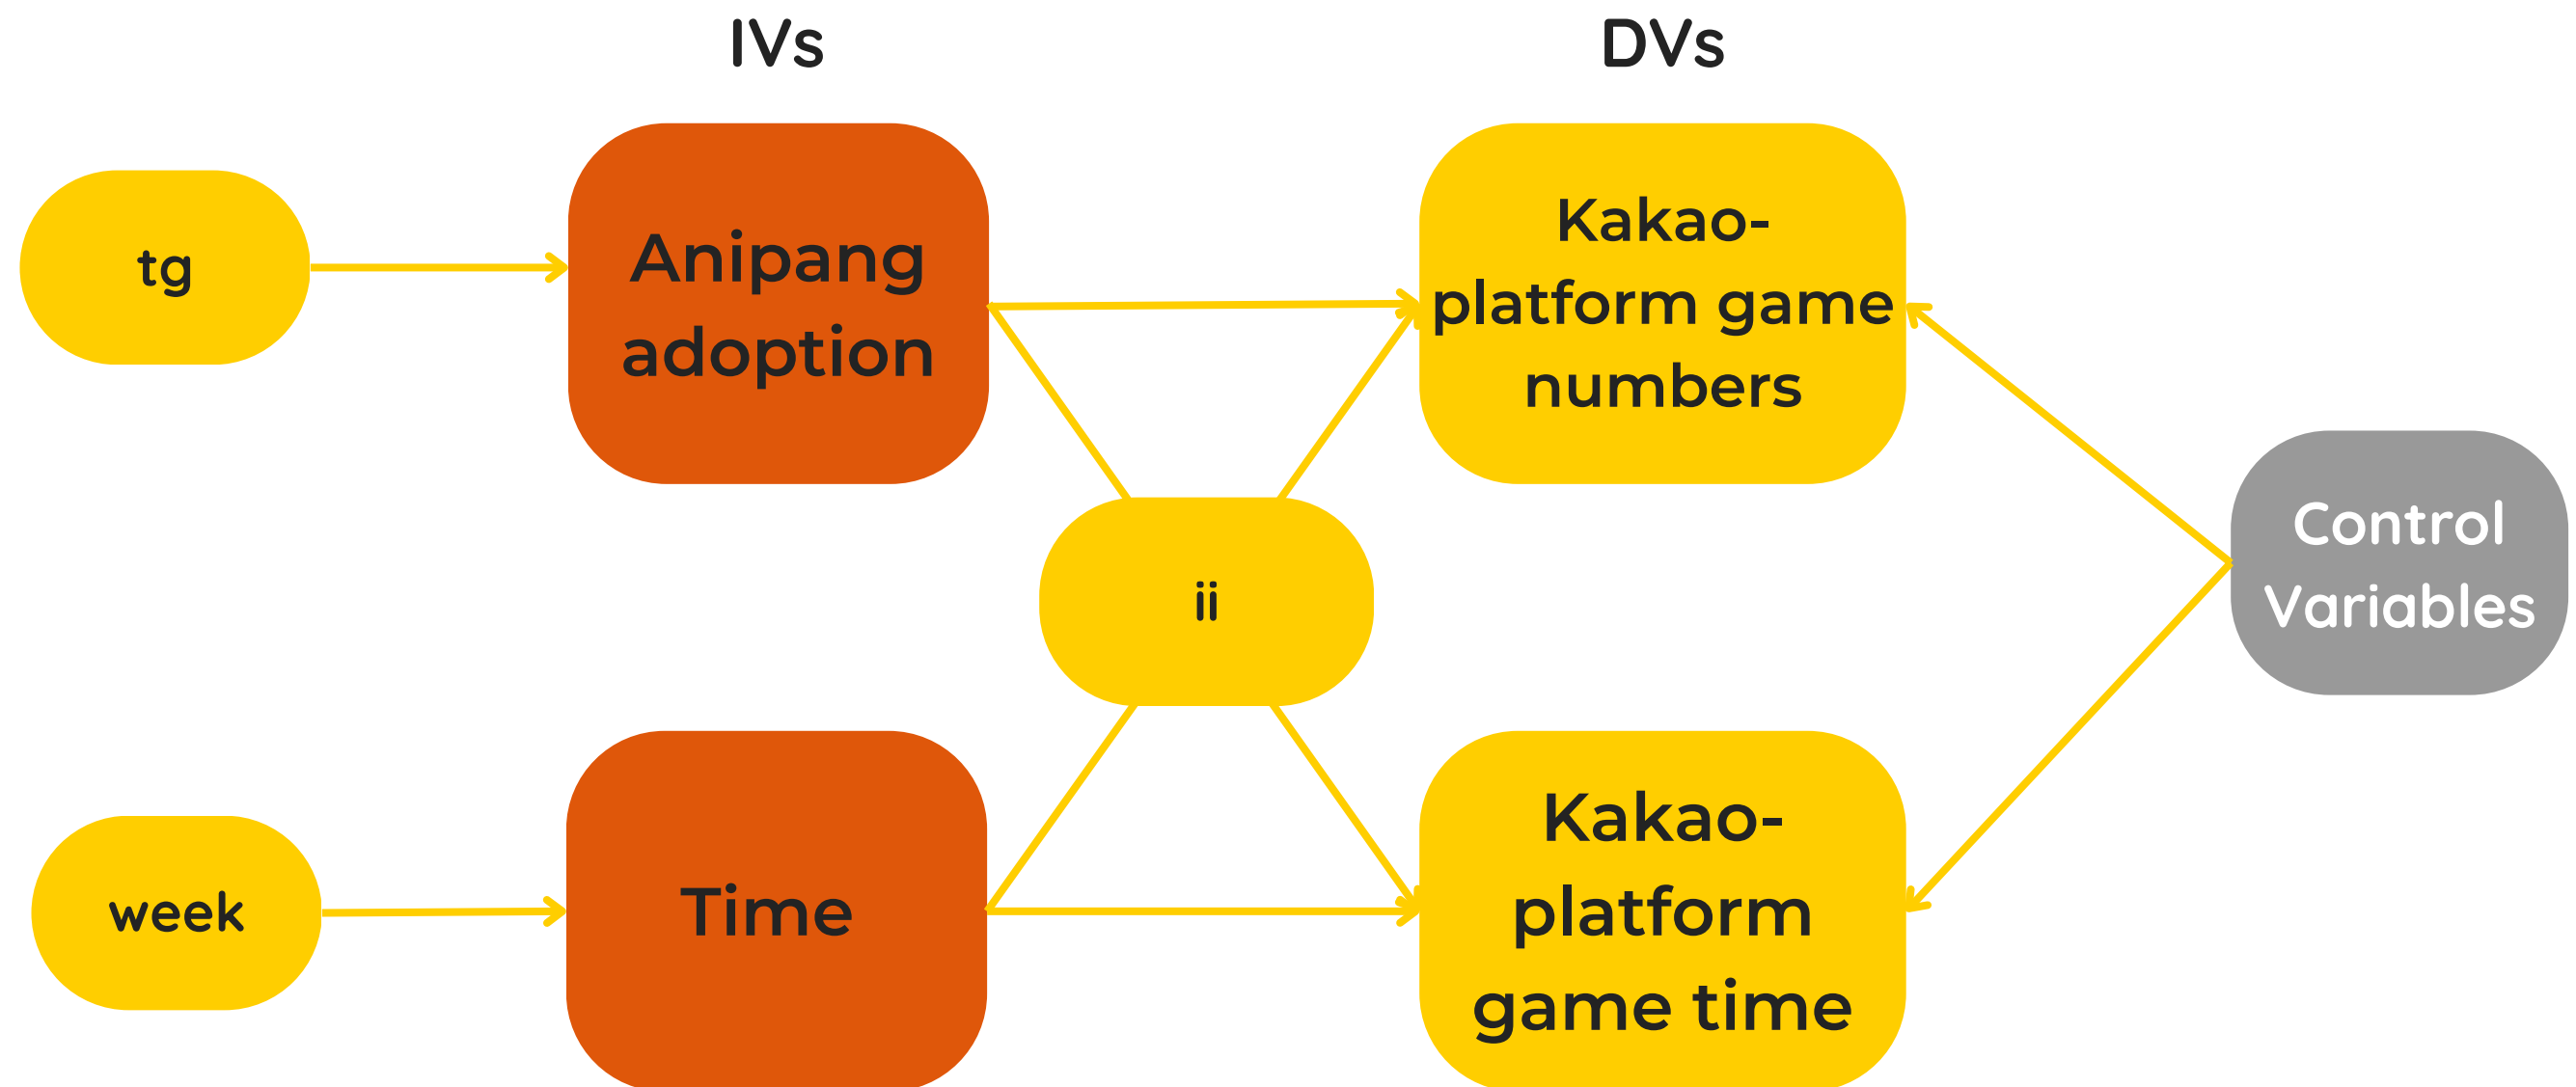 IVs
DVs
tg
Anipang
adoption
Kakao-
platform game
numbers
ii
Control
Variables
week
Time
Kakao-
platform
game time